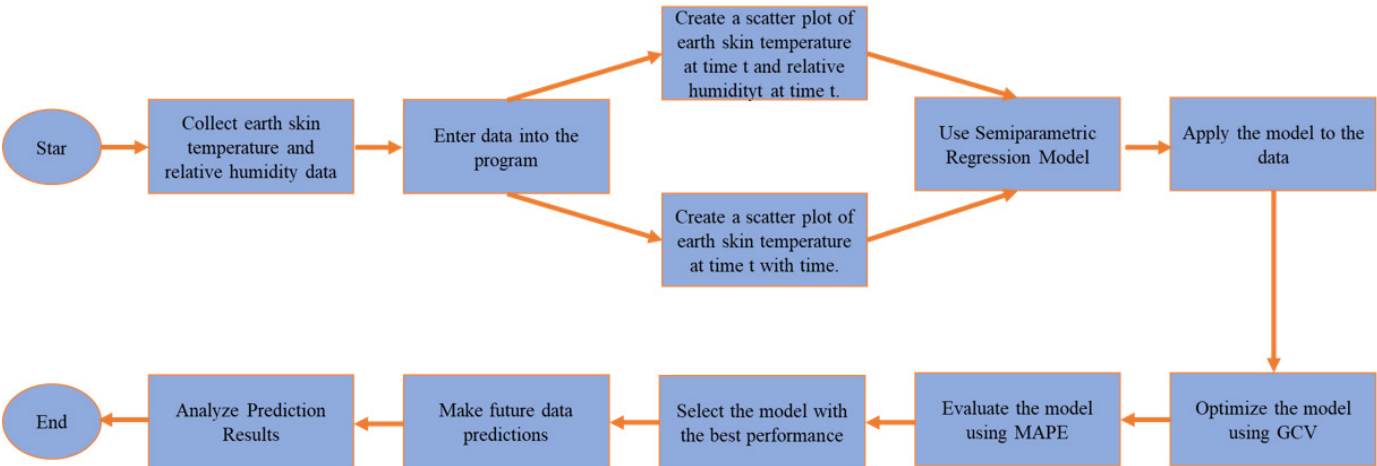 Star
Collect earth skin
temperature and
relative humidity data
Enter data into the
program
Create a scatter plot of
earth skin temperature
at time t and relative
humidityt at time t.
Create a scatter plot of
earth skin temperature
at time t with time.
Use Semiparametric
Regression Model
Apply the model to the
data
Optimize the model
using GCV
Evaluate the model
using MAPE
Select the model with
the best performance
Make future data
predictions
Analyze Prediction
Results
End